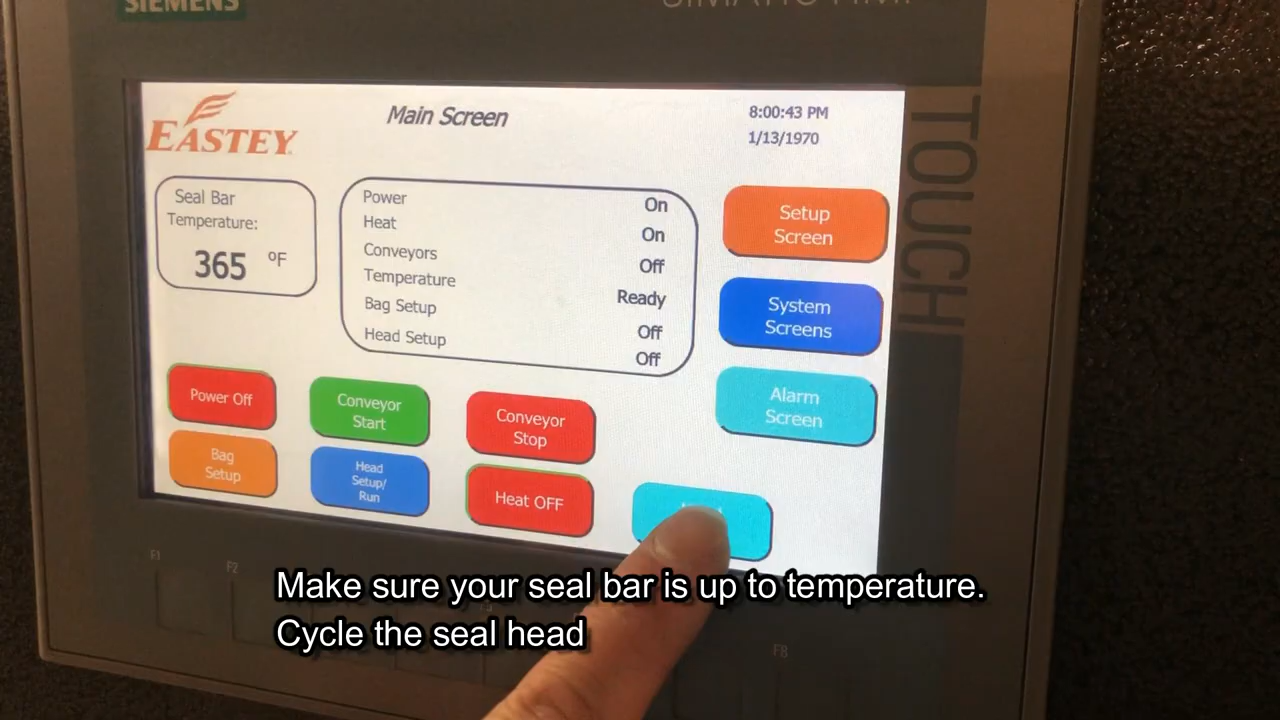 SIEMENS
TOUCH
EASTEY
Main Screen
8:00:43 PM
1/13/1970
Seal Bar
Temperature:
365 ºF
Power On
Heat On
Conveyors Off
Temperature Ready
Bag Setup Off
Head Setup Off
Setup
Screen
System
Screens
Alarm
Screen
Power Off
Conveyor
Start
Conveyor
Stop
Bag
Setup
Head
Setup/
Run
Heat OFF
F1
F2
F8
Make sure your seal bar is up to temperature.
Cycle the seal head